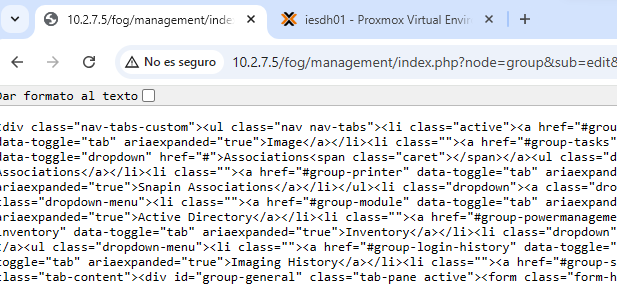 10.2.7.5/fog/management/inde
iesdh01 - Proxmox Virtual Envir
No es seguro
10.2.7.5/fog/management/index.php?node=group&sub=edit&
Dar formato al texto
<div class="nav-tabs-custom"><ul class="nav nav-tabs"><li class="active"><a href="#grou
data-toggle="tab" ariaexpanded="true">Image</a></li><li class=""><a href="#group-tasks"
data-toggle="dropdown" href="#">Associations<span class="caret"></span></a><ul class="d
Associations</a></li><li class=""><a href="#group-printer" data-toggle="tab" ariaexpand
ariaexpanded="true">Snapin Associations</a></li></ul><li class="dropdown"><a class="dro
class="dropdown-menu"><li class=""><a href="#group-module" data-toggle="tab" ariaexpand
ariaexpanded="true">Active Directory</a></li><li class=""><a href="#group-powermanageme
inventory" data-toggle="tab" ariaexpanded="true">Inventory</a></li><li class="dropdown"
</a><ul class="dropdown-menu"><li class=""><a href="#group-login-history" data-toggle="
toggle="tab" ariaexpanded="true">Imaging History</a></li><li class=""><a href="#group-s
class="tab-content"><div id="group-general" class="tab-pane active"><form class="form-h